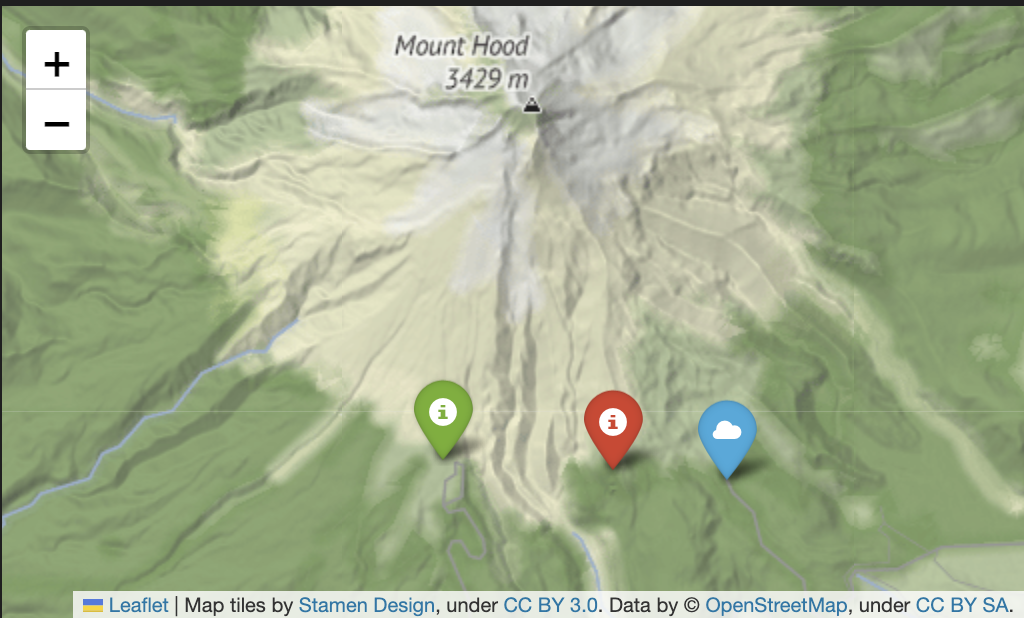 +
−
Mount Hood
3429 m
i
i
Leaflet | Map tiles by Stamen Design, under CC BY 3.0. Data by © OpenStreetMap, under CC BY SA.